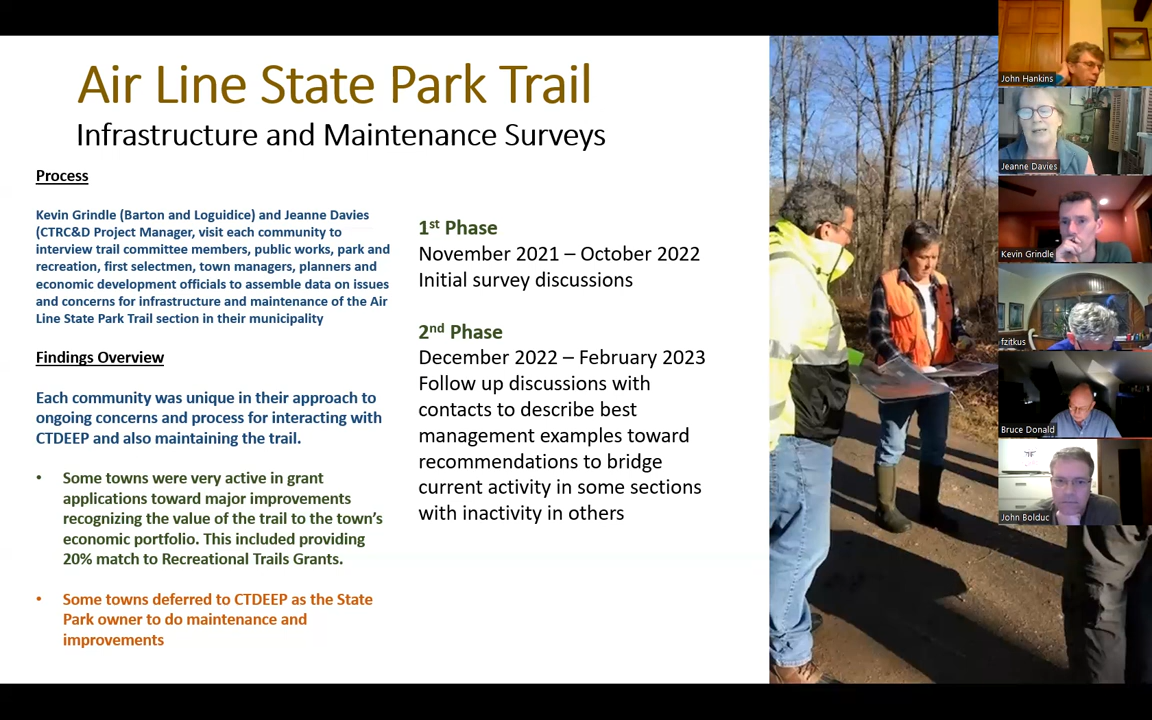 Air Line State Park Trail
Infrastructure and Maintenance Surveys
Process
Kevin Grindle (Barton and Loguidice) and Jeanne Davies
(CTRC&D Project Manager, visit each community to
interview trail committee members, public works, park and
recreation, first selectmen, town managers, planners and
economic development officials to assemble data on issues
and concerns for infrastructure and maintenance of the Air
Line State Park Trail section in their municipality
Findings Overview
Each community was unique in their approach to
ongoing concerns and process for interacting with
CTDEEP and also maintaining the trail.
• Some towns were very active in grant
applications toward major improvements
recognizing the value of the trail to the town's
economic portfolio. This included providing
20% match to Recreational Trails Grants.
• Some towns deferred to CTDEEP as the State
Park owner to do maintenance and
improvements
1st Phase
November 2021 – October 2022
Initial survey discussions
2nd Phase
December 2022 – February 2023
Follow up discussions with
contacts to describe best
management examples toward
recommendations to bridge
current activity in some sections
with inactivity in others
John Hankins
Jeanne Davies
Kevin Grindle
fzitkus
Bruce Donald
John Bolduc